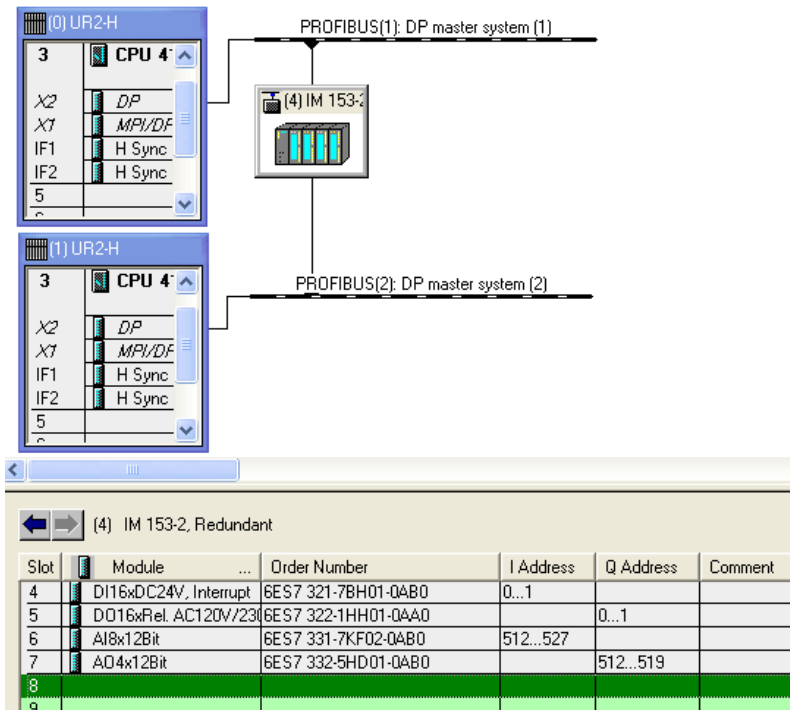 (0) UR2-H
3 CPU 4
X2 DP
X1 MPI/DP
IF1 H Sync
IF2 H Sync
5
PROFIBUS(1): DP master system (1)
(4) IM 153-2
(1) UR2-H
3 CPU 4
X2 DP
X1 MPI/DP
IF1 H Sync
IF2 H Sync
5
PROFIBUS(2): DP master system (2)
(4) IM 153-2, Redundant
Slot Module ... Order Number I Address Q Address Comment
4 DI16xDC24V, Interrupt 6ES7 321-7BH01-0AB0 0...1
5 DO16xRel. AC120V/230 6ES7 322-1HH01-0AA0 0...1
6 AI8x12Bit 6ES7 331-7KF02-0AB0 512...527
7 AO4x12Bit 6ES7 332-5HD01-0AB0 512...519
8
9